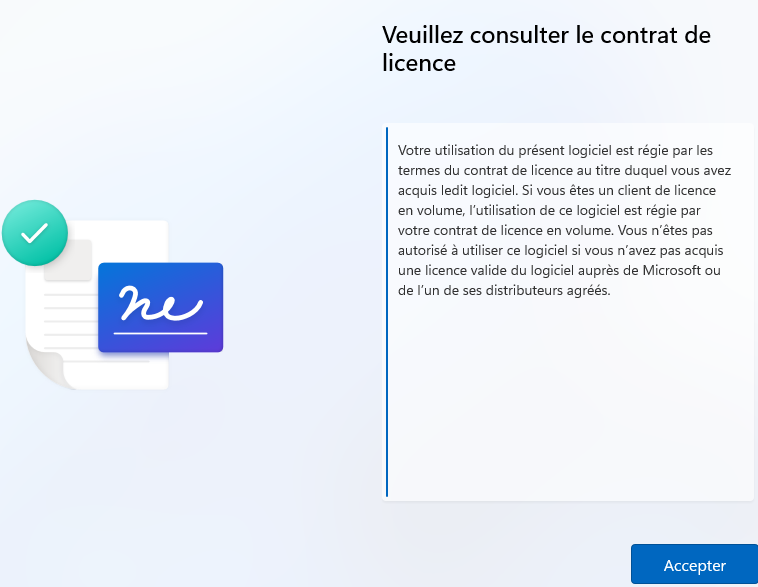 Veuillez consulter le contrat de
licence
Votre utilisation du présent logiciel est régie par les
termes du contrat de licence au titre duquel vous avez
acquis ledit logiciel. Si vous êtes un client de licence
en volume, l’utilisation de ce logiciel est régie par
votre contrat de licence en volume. Vous n’êtes pas
autorisé à utiliser ce logiciel si vous n’avez pas acquis
une licence valide du logiciel auprès de Microsoft ou
de l’un de ses distributeurs agréés.
Accepter